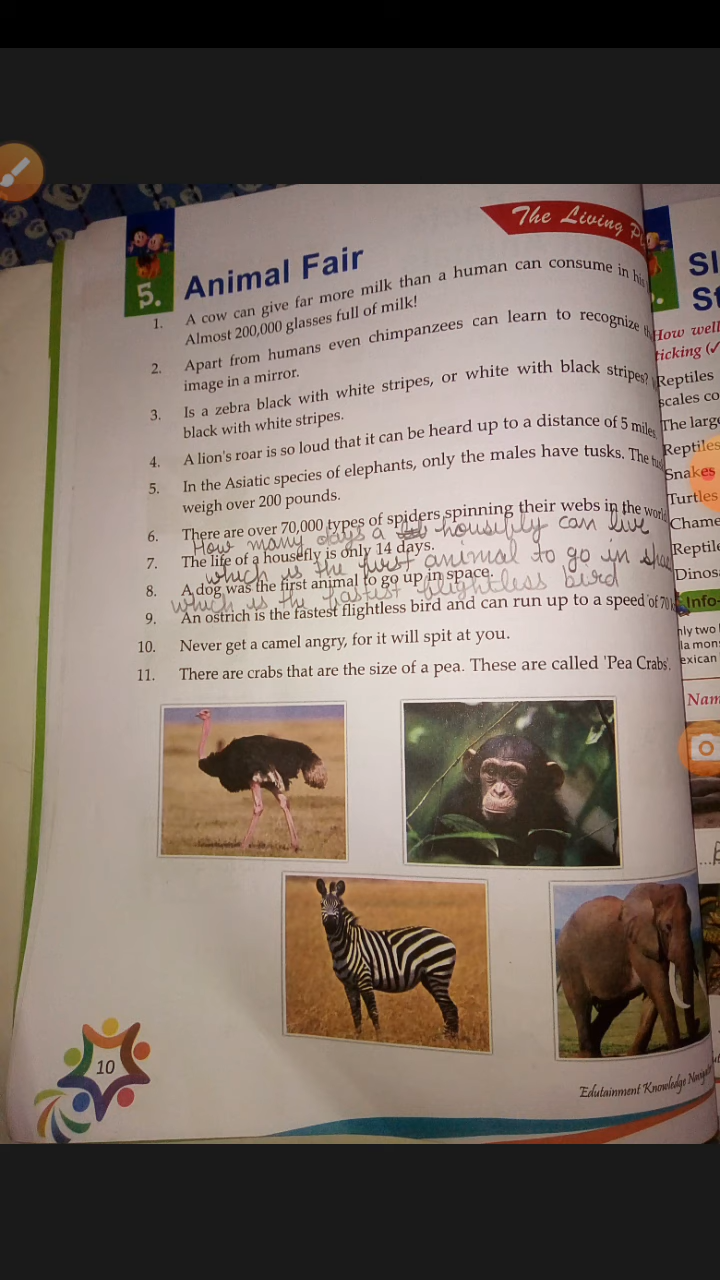 The Living Pl
5.
Animal Fair
1. A cow can give far more milk than a human can consume in his
Almost 200,000 glasses full of milk!
2. Apart from humans even chimpanzees can learn to recognize th
image in a mirror.
3. Is a zebra black with white stripes, or white with black stripes?
black with white stripes.
4. A lion's roar is so loud that it can be heard up to a distance of 5 miles
5. In the Asiatic species of elephants, only the males have tusks. The tus
weigh over 200 pounds.
6. There are over 70,000 types of spiders spinning their webs in the world
How many days a housefly can live
7. The life of a housefly is only 14 days.
which is the first animal to go in spac
8. A dog was the first animal to go up in space.
which is the fastest flightless bird
9. An ostrich is the fastest flightless bird and can run up to a speed of 70 k
10. Never get a camel angry, for it will spit at you.
11. There are crabs that are the size of a pea. These are called 'Pea Crabs'.
10
Edutainment Knowledge Naviga
Sl
St
How well
ticking (✓
Reptiles
scales co
The large
Reptiles
Snakes
Turtles
Chame
Reptile
Dinos
Info-
nly two
la mons
exican
Nam